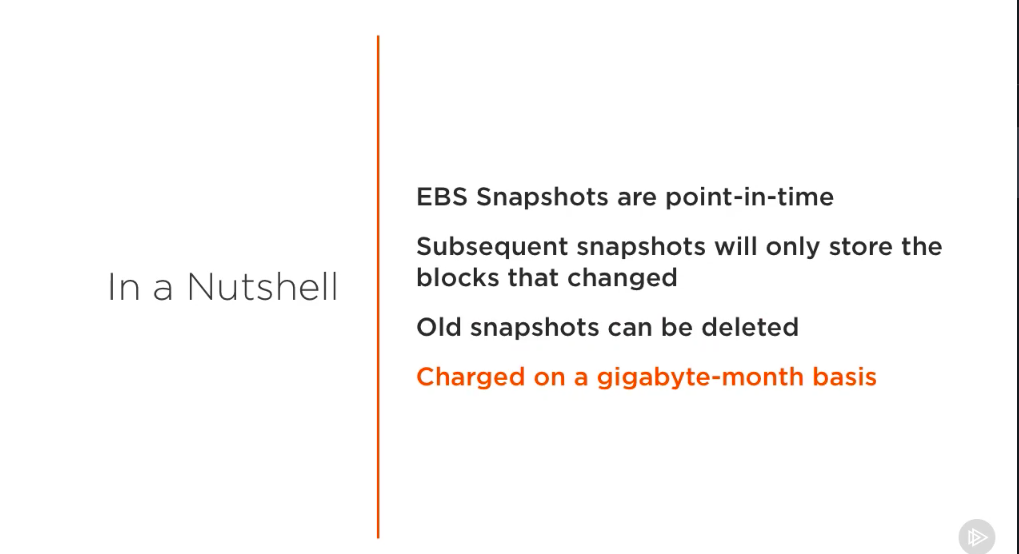 In a Nutshell
EBS Snapshots are point-in-time
Subsequent snapshots will only store the
blocks that changed
Old snapshots can be deleted
Charged on a gigabyte-month basis